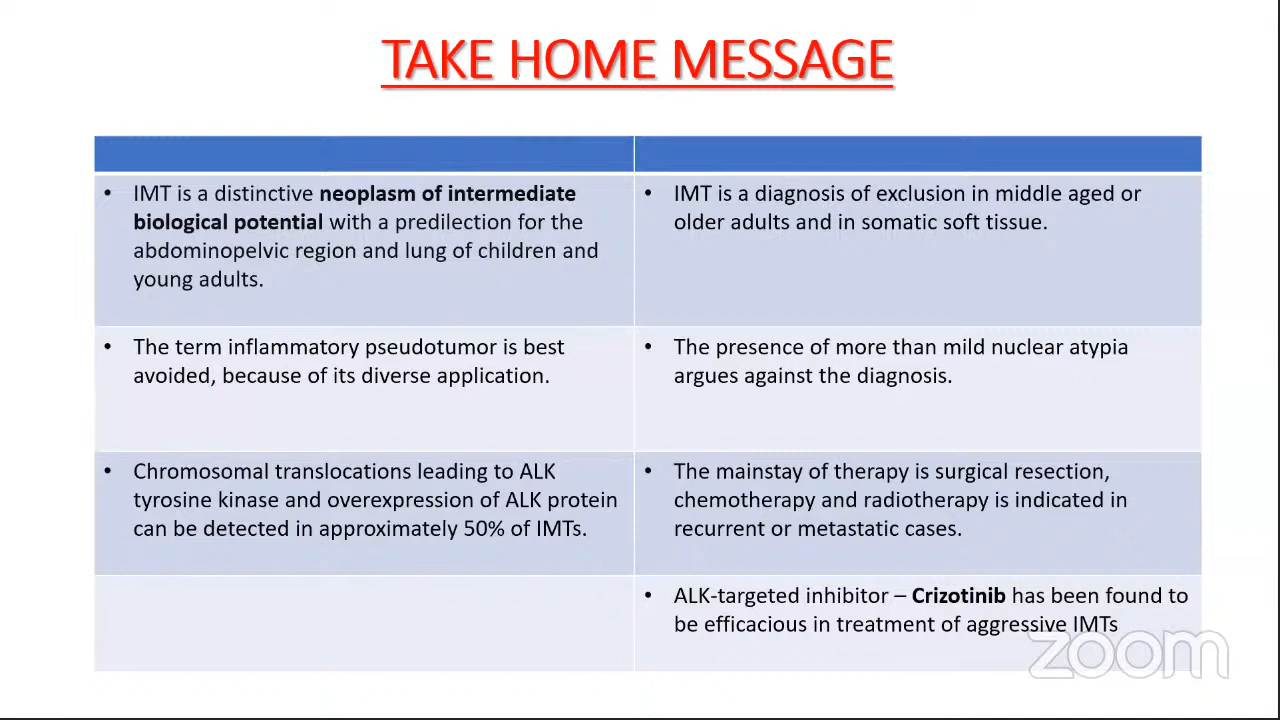 TAKE HOME MESSAGE
• IMT is a distinctive neoplasm of intermediate
biological potential with a predilection for the
abdominopelvic region and lung of children and
young adults.
• IMT is a diagnosis of exclusion in middle aged or
older adults and in somatic soft tissue.
• The term inflammatory pseudotumor is best
avoided, because of its diverse application.
• The presence of more than mild nuclear atypia
argues against the diagnosis.
• Chromosomal translocations leading to ALK
tyrosine kinase and overexpression of ALK protein
can be detected in approximately 50% of IMTs.
• The mainstay of therapy is surgical resection,
chemotherapy and radiotherapy is indicated in
recurrent or metastatic cases.
• ALK-targeted inhibitor – Crizotinib has been found to
be efficacious in treatment of aggressive IMTs
zoom